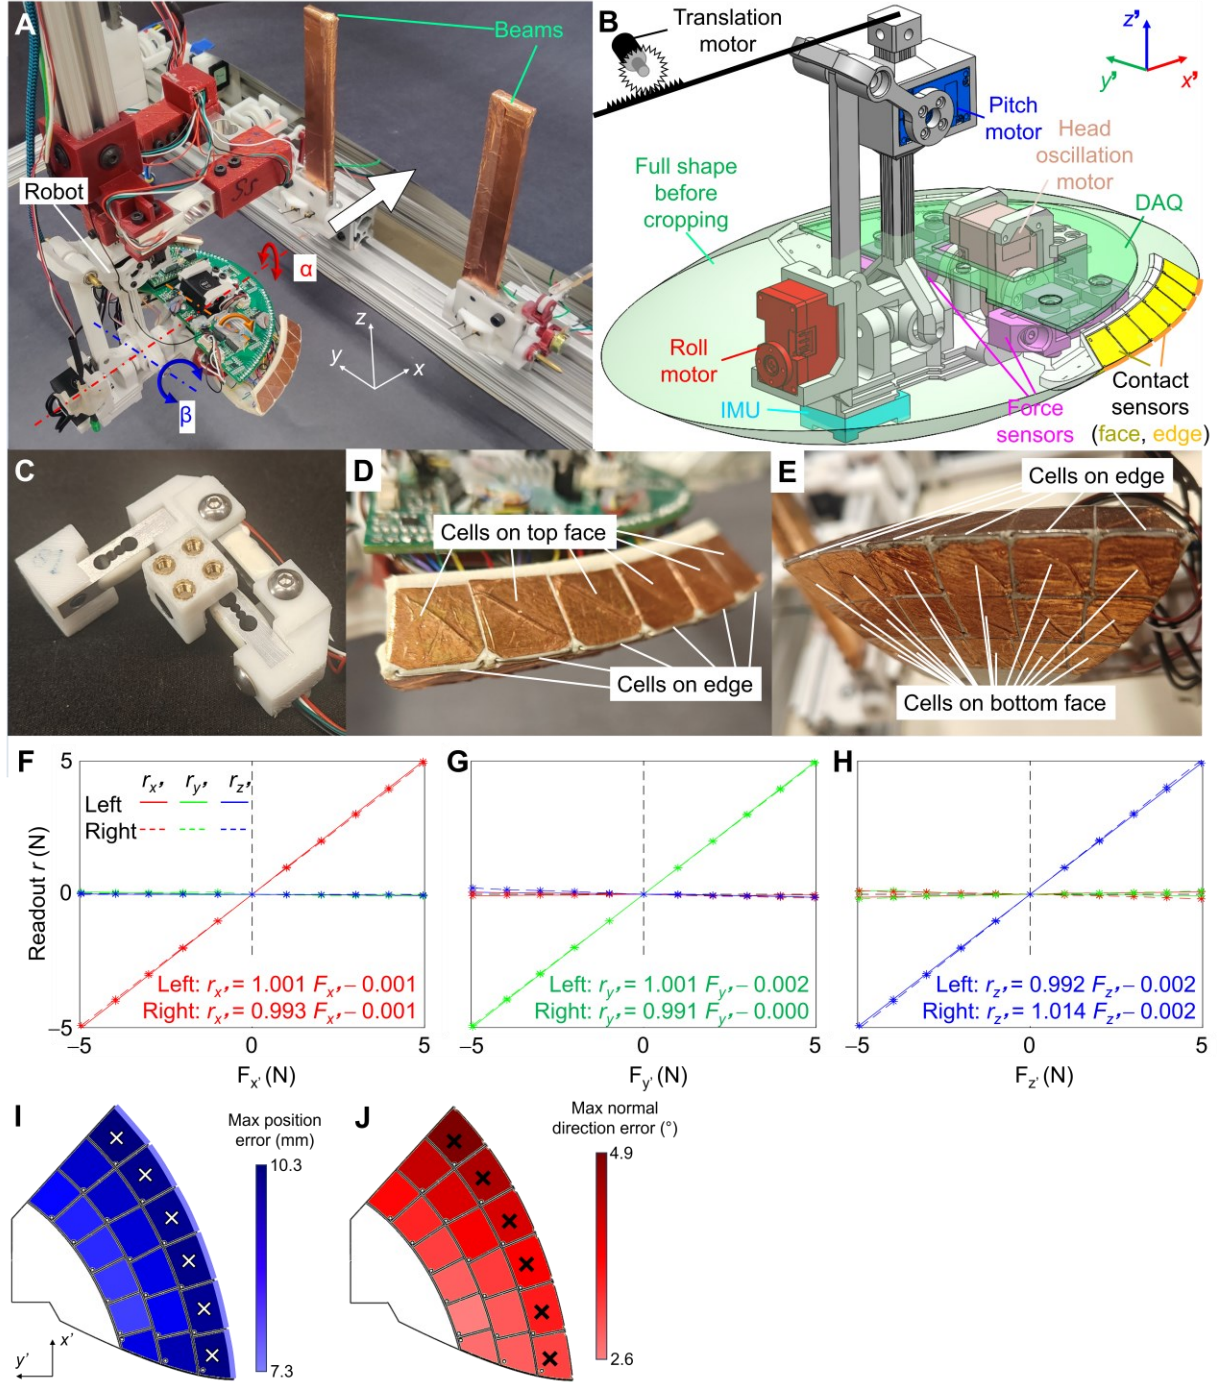 A
Beams
Robot
Sr
α
β
z
y
x
B
Translation
motor
z’
y’
x’
Pitch
motor
Head
oscillation
motor
Full shape
before
cropping
DAQ
Roll
motor
IMU
Force
sensors
Contact
sensors
(face, edge)
C
D
Cells on top face
Cells on edge
E
Cells on edge
Cells on bottom face
F
5
0
−5
Readout r (N)
rx’ ry’ rz’
Left
Right
Left: rx’ = 1.001 Fx’ − 0.001
Right: rx’ = 0.993 Fx’ − 0.001
−5 0 5
Fx’ (N)
G
Left: ry’ = 1.001 Fy’ − 0.002
Right: ry’ = 0.991 Fy’ − 0.000
−5 0 5
Fy’ (N)
H
Left: rz’ = 0.992 Fz’ − 0.002
Right: rz’ = 1.014 Fz’ − 0.002
−5 0 5
Fz’ (N)
I
Max position
error (mm)
10.3
7.3
x’
y’
J
Max normal
direction error (°)
4.9
2.6